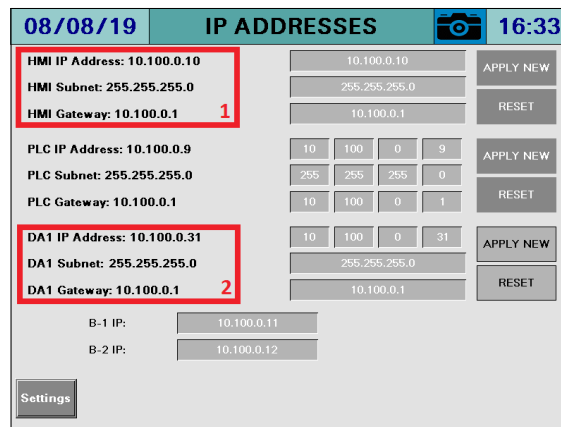 08/08/19 IP ADDRESSES 16:33
HMI IP Address: 10.100.0.10 10.100.0.10 APPLY NEW
HMI Subnet: 255.255.255.0 255.255.255.0
HMI Gateway: 10.100.0.1 1 10.100.0.1 RESET
PLC IP Address: 10.100.0.9 10 100 0 9 APPLY NEW
PLC Subnet: 255.255.255.0 255 255 255 0
PLC Gateway: 10.100.0.1 10 100 0 1 RESET
DA1 IP Address: 10.100.0.31 10 100 0 31 APPLY NEW
DA1 Subnet: 255.255.255.0 255.255.255.0
DA1 Gateway: 10.100.0.1 2 10.100.0.1 RESET
B-1 IP: 10.100.0.11
B-2 IP: 10.100.0.12
Settings